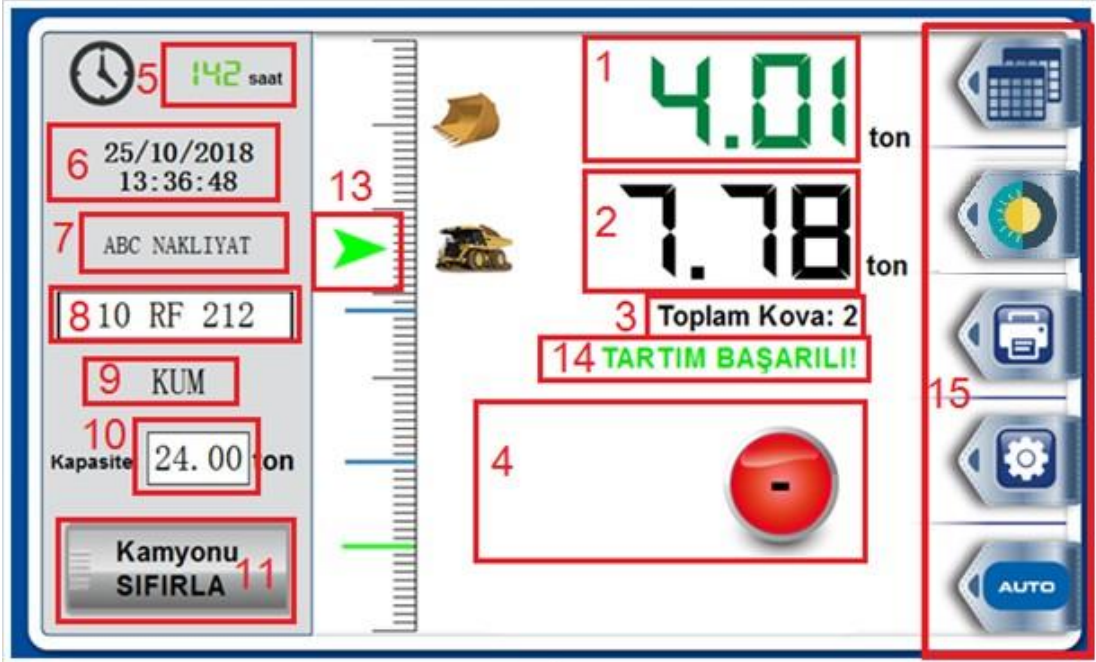 5
142 saat
6
25/10/2018
13:36:48
7
ABC NAKLIYAT
8
10 RF 212
9
KUM
10
Kapasite 24.00 ton
Kamyonu
SIFIRLA
11
13
1
4.01 ton
2
7.78 ton
3
Toplam Kova: 2
14
TARTIM BAŞARILI!
4
-
15
AUTO